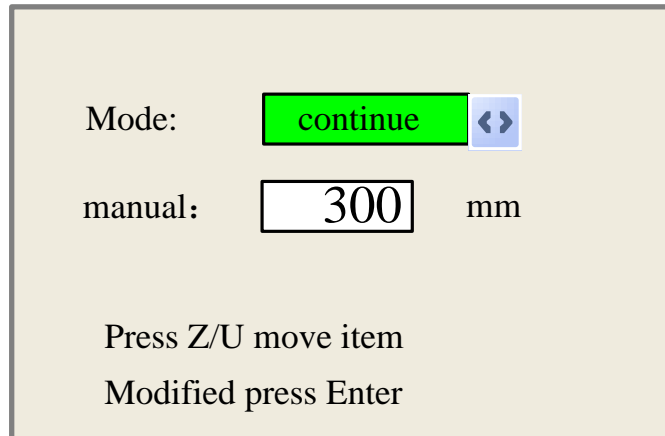 Mode: continue
manual： 300 mm
Press Z/U move item
Modified press Enter